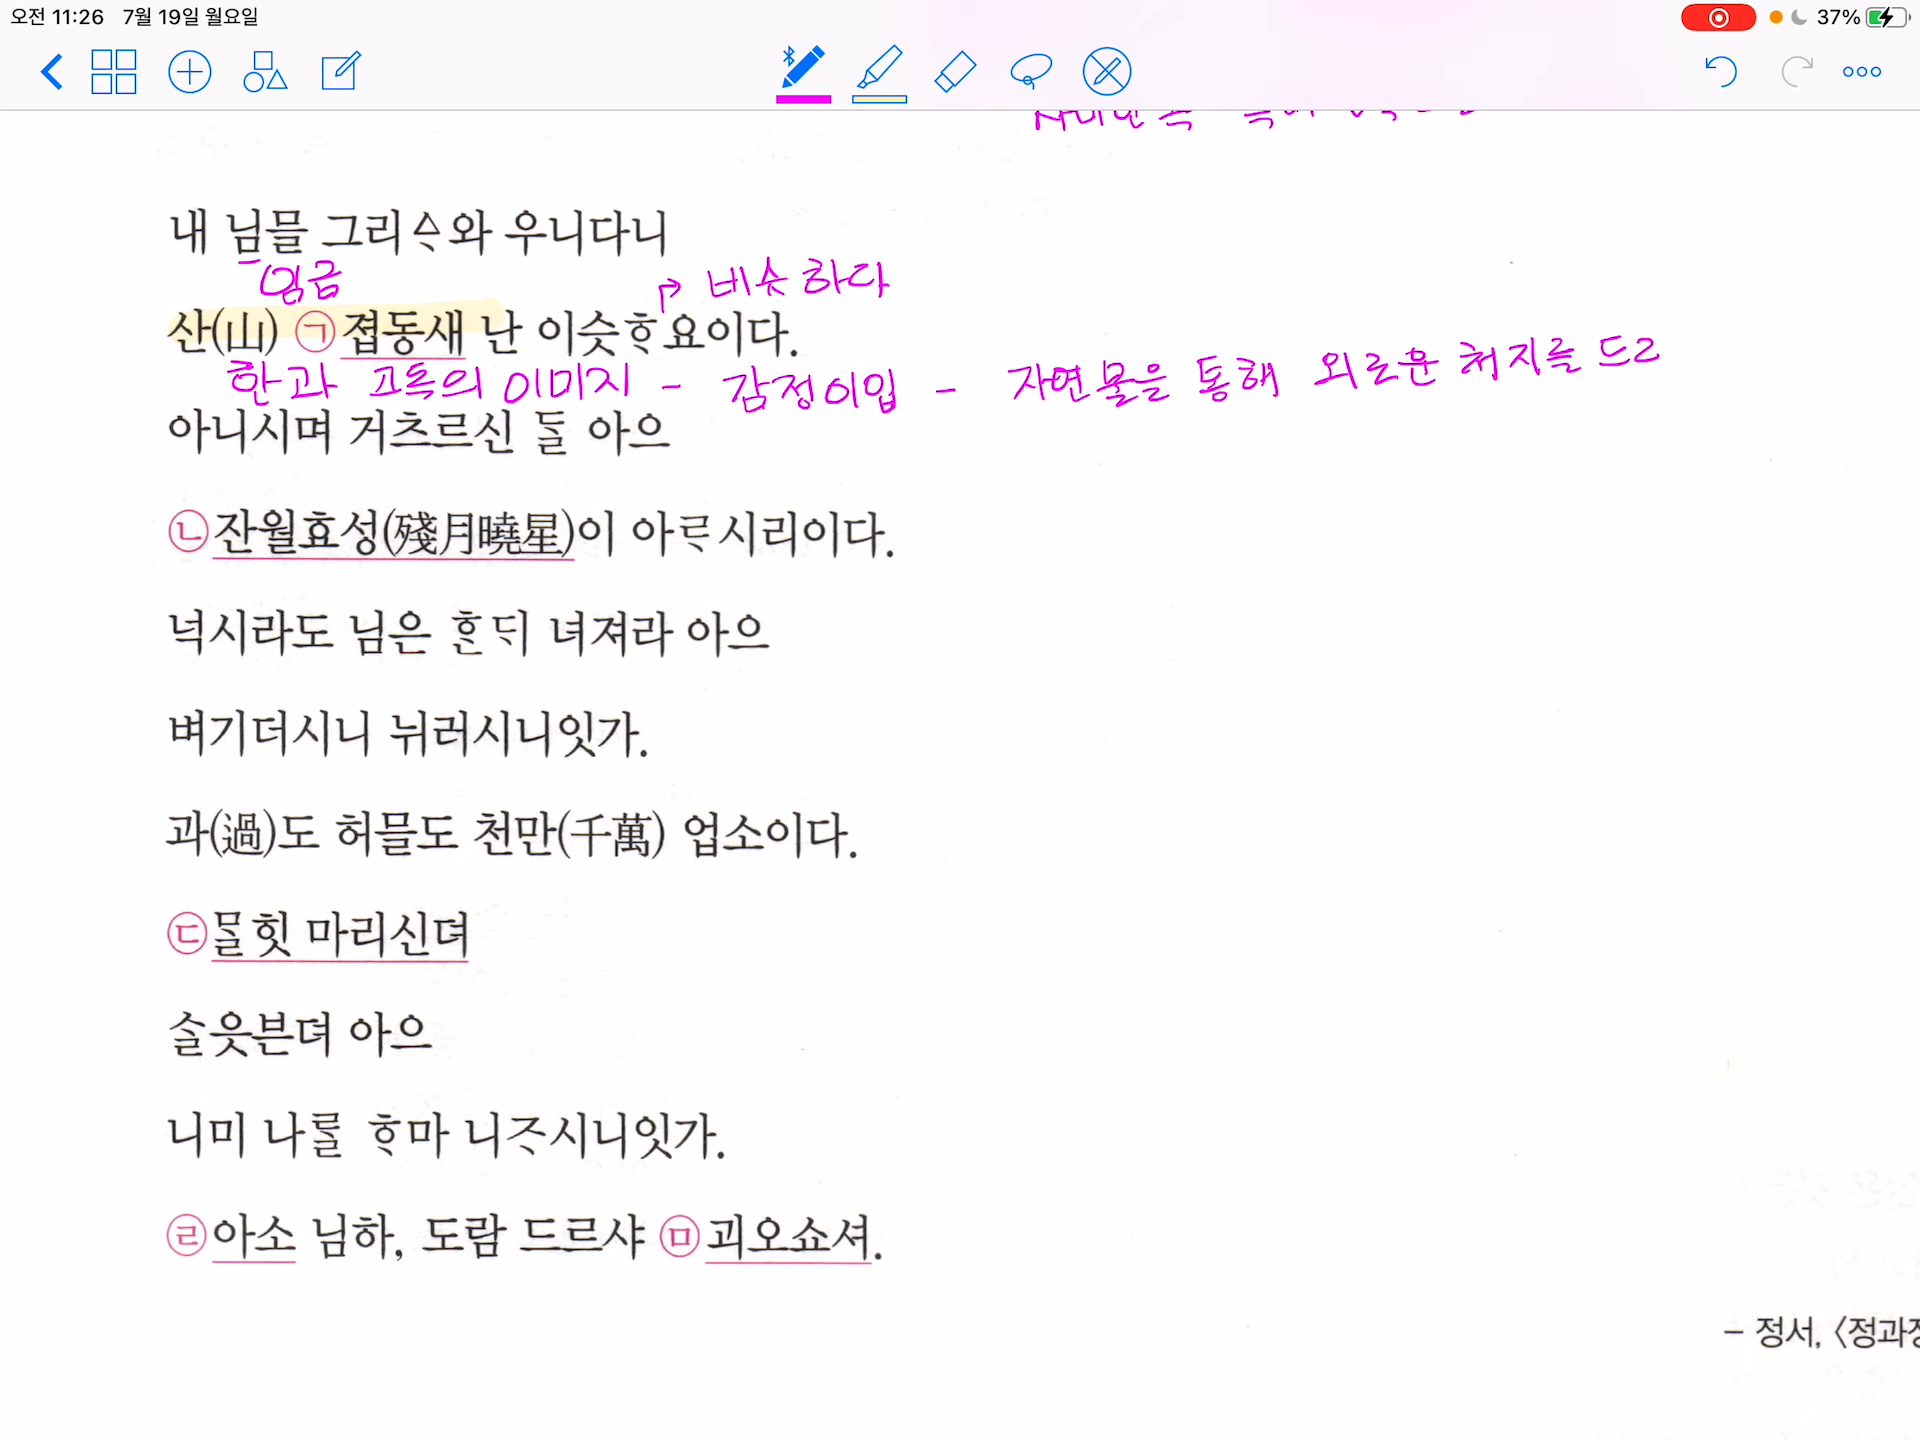 오전 11:26 7월 19일 월요일 37%
내 님믈 그리ᅀᆞ와 우니다니
임금 비슷하다
산(山) ㉠접동새 난 이슷ᄒᆞ요이다.
한과 고독의 이미지 - 감정이입 - 자연물을 통해 외로운 처지를 드
아니시며 거츠르신 ᄃᆞᆯ 아으
㉡잔월효성(殘月曉星)이 아ᄅᆞ시리이다.
넉시라도 님은 ᄒᆞᆫᄃᆡ 녀져라 아으
벼기더시니 뉘러시니잇가.
과(過)도 허믈도 천만(千萬) 업소이다.
㉢ᄆᆞᆯ힛 마리신뎌
ᄉᆞᆯ읏븐뎌 아으
니미 나ᄅᆞᆯ ᄒᆞ마 니ᄌᆞ시니잇가.
㉣아소 님하, 도람 드르샤 ㉤괴오쇼셔.
– 정서, 〈정과정